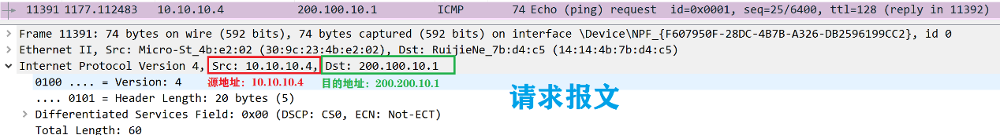 11391 1177.112483 10.10.10.4 200.100.10.1 ICMP 74 Echo (ping) request id=0x0001, seq=25/6400, ttl=128 (reply in 11392)
Frame 11391: 74 bytes on wire (592 bits), 74 bytes captured (592 bits) on interface \Device\NPF_{F607950F-28DC-4B7B-A326-DB2596199CC2}, id 0
Ethernet II, Src: Micro-St_4b:e2:02 (30:9c:23:4b:e2:02), Dst: RuijieNe_7b:d4:c5 (14:14:4b:7b:d4:c5)
Internet Protocol Version 4, Src: 10.10.10.4, Dst: 200.100.10.1
0100 .... = Version: 4 源地址：10.10.10.4 目的地址：200.200.10.1
.... 0101 = Header Length: 20 bytes (5)
请求报文
Differentiated Services Field: 0x00 (DSCP: CS0, ECN: Not-ECT)
Total Length: 60